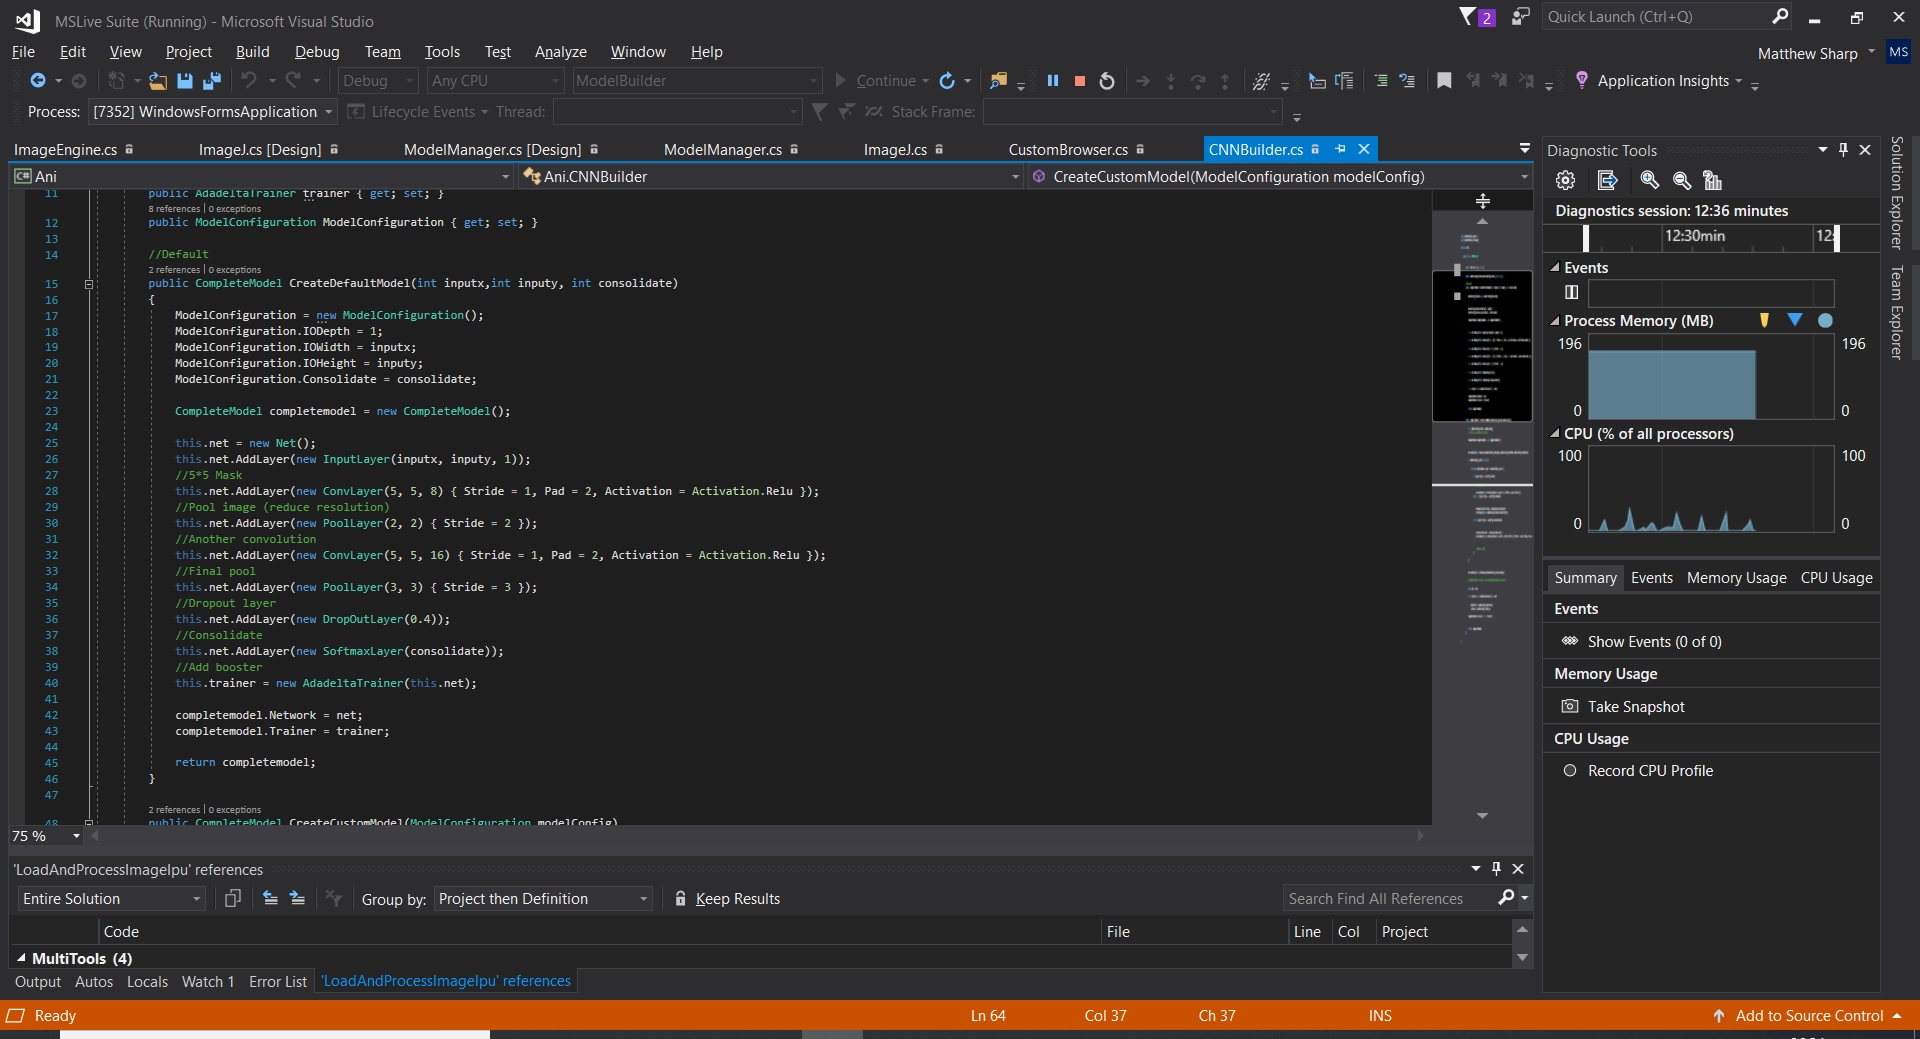 MSLive Suite (Running) - Microsoft Visual Studio
2
Quick Launch (Ctrl+Q)
File Edit View Project Build Debug Team Tools Test Analyze Window Help
Matthew Sharp MS
Debug Any CPU ModelBuilder Continue Application Insights
Process: [7352] WindowsFormsApplication Lifecycle Events Thread: Stack Frame:
ImageEngine.cs ImageJ.cs [Design] ModelManager.cs [Design] ModelManager.cs ImageJ.cs CustomBrowser.cs CNNBuilder.cs
C# Ani Ani.CNNBuilder CreateCustomModel(ModelConfiguration modelConfig)
11 public AdadeltaTrainer trainer { get; set; }
8 references | 0 exceptions
12 public ModelConfiguration ModelConfiguration { get; set; }
13
14 //Default
2 references | 0 exceptions
15 public CompleteModel CreateDefaultModel(int inputx,int inputy, int consolidate)
16 {
17 ModelConfiguration = new ModelConfiguration();
18 ModelConfiguration.IODepth = 1;
19 ModelConfiguration.IOWidth = inputx;
20 ModelConfiguration.IOHeight = inputy;
21 ModelConfiguration.Consolidate = consolidate;
22
23 CompleteModel completemodel = new CompleteModel();
24
25 this.net = new Net();
26 this.net.AddLayer(new InputLayer(inputx, inputy, 1));
27 //5*5 Mask
28 this.net.AddLayer(new ConvLayer(5, 5, 8) { Stride = 1, Pad = 2, Activation = Activation.Relu });
29 //Pool image (reduce resolution)
30 this.net.AddLayer(new PoolLayer(2, 2) { Stride = 2 });
31 //Another convolution
32 this.net.AddLayer(new ConvLayer(5, 5, 16) { Stride = 1, Pad = 2, Activation = Activation.Relu });
33 //Final pool
34 this.net.AddLayer(new PoolLayer(3, 3) { Stride = 3 });
35 //Dropout layer
36 this.net.AddLayer(new DropOutLayer(0.4));
37 //Consolidate
38 this.net.AddLayer(new SoftmaxLayer(consolidate));
39 //Add booster
40 this.trainer = new AdadeltaTrainer(this.net);
41
42 completemodel.Network = net;
43 completemodel.Trainer = trainer;
44
45 return completemodel;
46 }
47
2 references | 0 exceptions
48 public CompleteModel CreateCustomModel(ModelConfiguration modelConfig)
75 %
Diagnostic Tools
Diagnostics session: 12:36 minutes
12:30min 12:
Events
Process Memory (MB)
196 196
0 0
CPU (% of all processors)
100 100
0 0
Summary Events Memory Usage CPU Usage
Events
Show Events (0 of 0)
Memory Usage
Take Snapshot
CPU Usage
Record CPU Profile
Solution Explorer
Team Explorer
'LoadAndProcessImageIpu' references
Entire Solution Group by: Project then Definition Keep Results Search Find All References
Code File Line Col Project
MultiTools (4)
Output Autos Locals Watch 1 Error List 'LoadAndProcessImageIpu' references
Ready Ln 64 Col 37 Ch 37 INS Add to Source Control